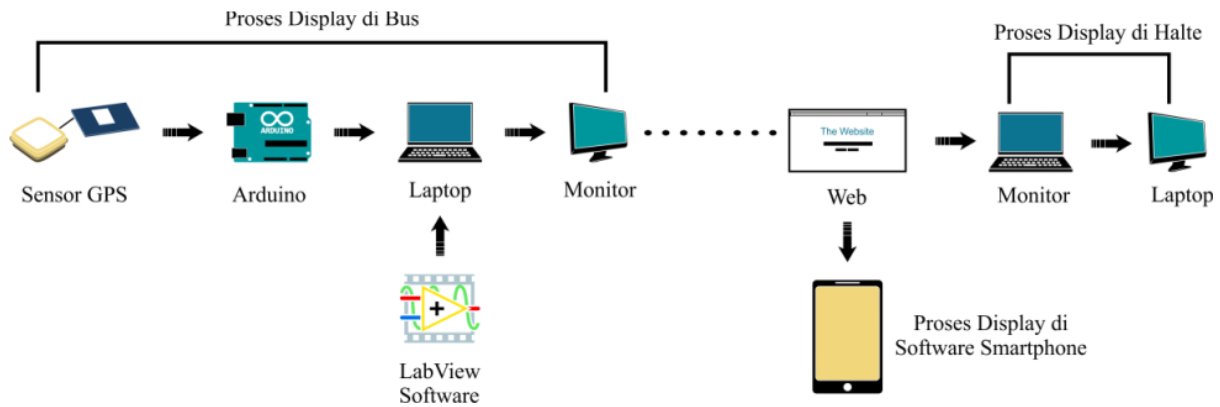 Proses Display di Bus
Proses Display di Halte
ARDUINO
The Website
Sensor GPS
Arduino
Laptop
Monitor
Web
Monitor
Laptop
LabView
Software
Proses Display di
Software Smartphone